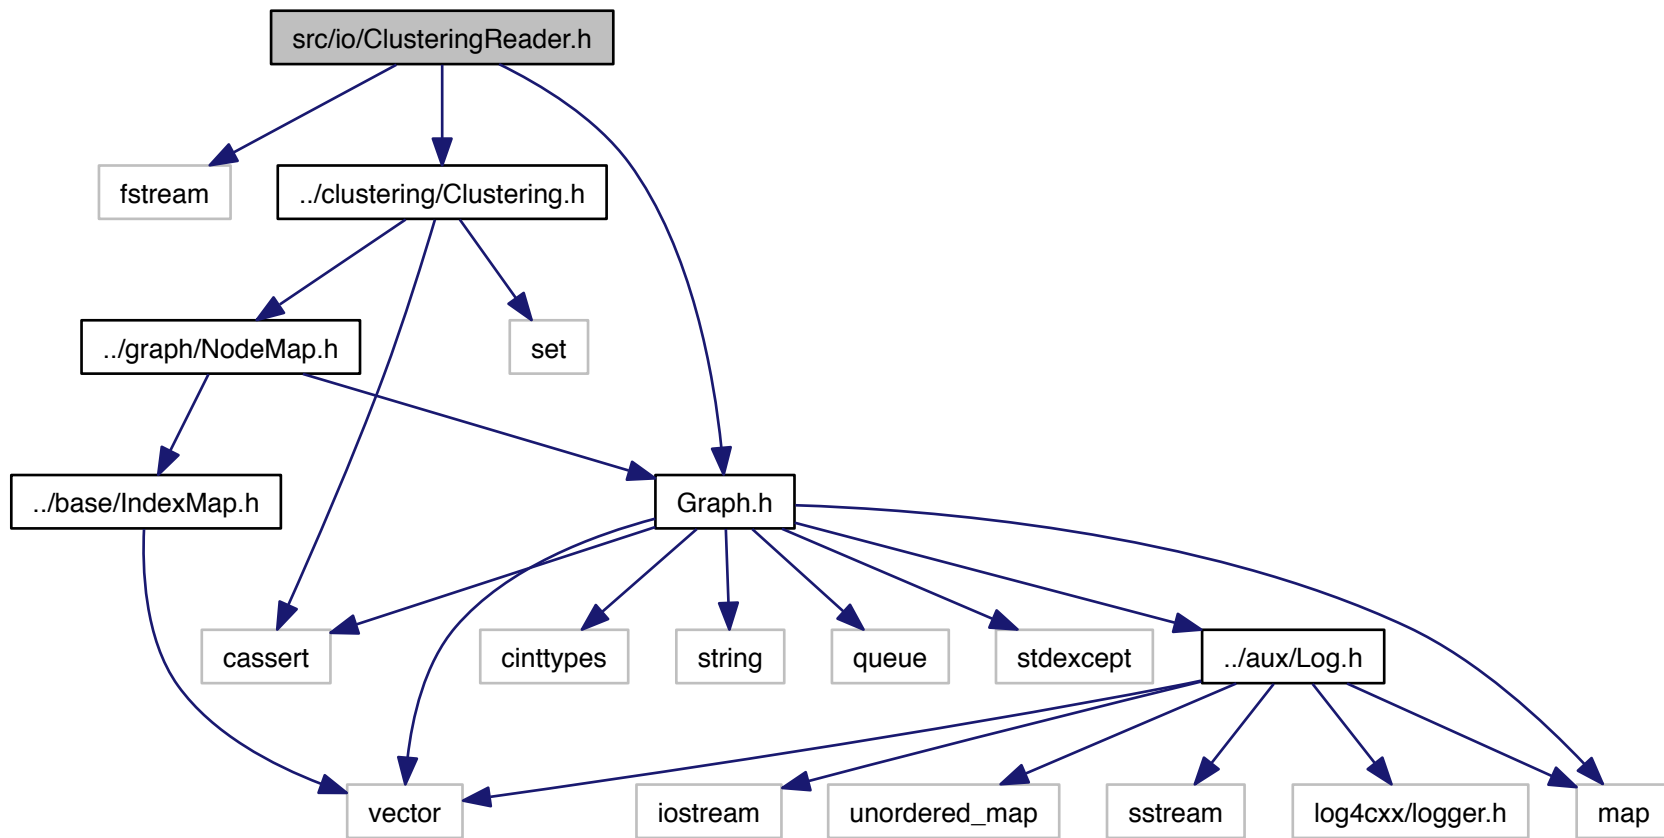 src/io/ClusteringReader.h
fstream
../clustering/Clustering.h
../graph/NodeMap.h
set
../base/IndexMap.h
Graph.h
cassert
cinttypes
string
queue
stdexcept
../aux/Log.h
vector
iostream
unordered_map
sstream
log4cxx/logger.h
map